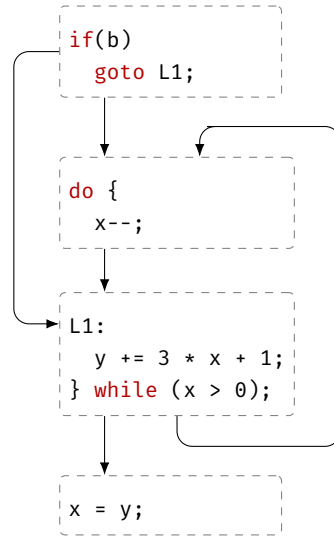 if(b)
  goto L1;
do {
  x--;
L1:
  y += 3 * x + 1;
} while (x > 0);
x = y;